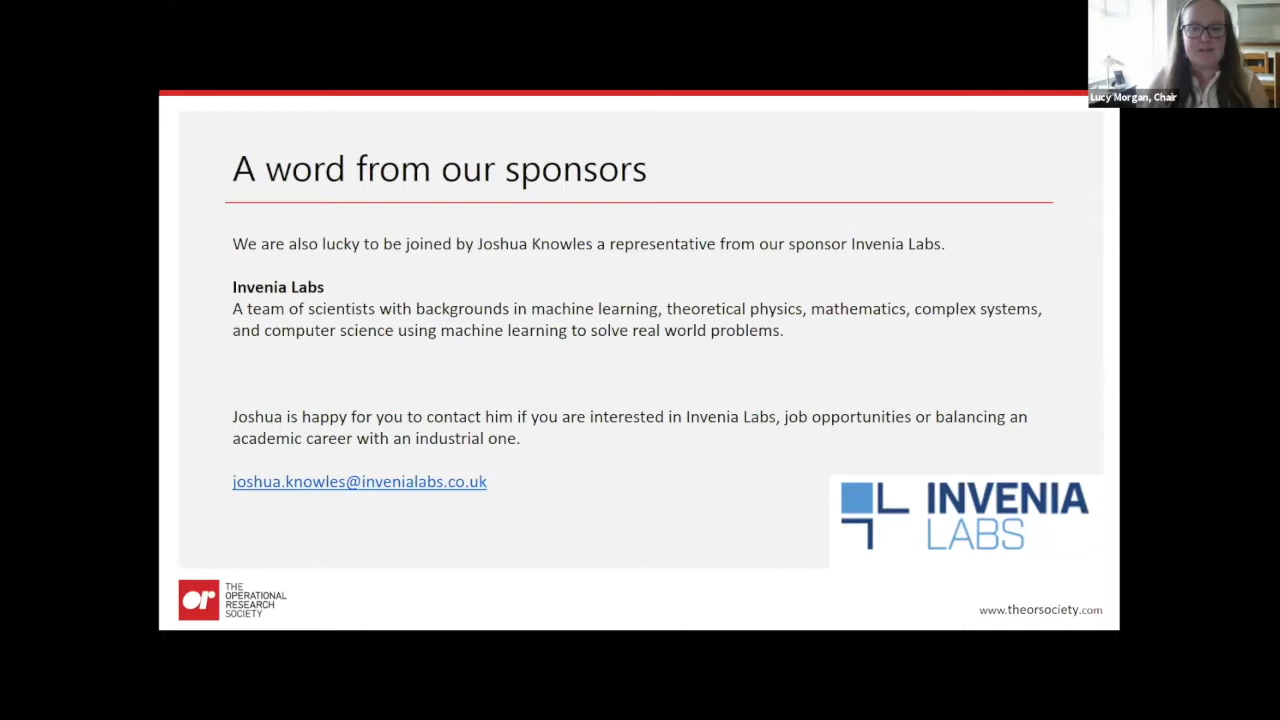 Lucy Morgan, Chair
A word from our sponsors
We are also lucky to be joined by Joshua Knowles a representative from our sponsor Invenia Labs.
Invenia Labs
A team of scientists with backgrounds in machine learning, theoretical physics, mathematics, complex systems,
and computer science using machine learning to solve real world problems.
Joshua is happy for you to contact him if you are interested in Invenia Labs, job opportunities or balancing an
academic career with an industrial one.
joshua.knowles@invenialabs.co.uk
INVENIA
LABS
or
THE
OPERATIONAL
RESEARCH
SOCIETY
www.theorsociety.com